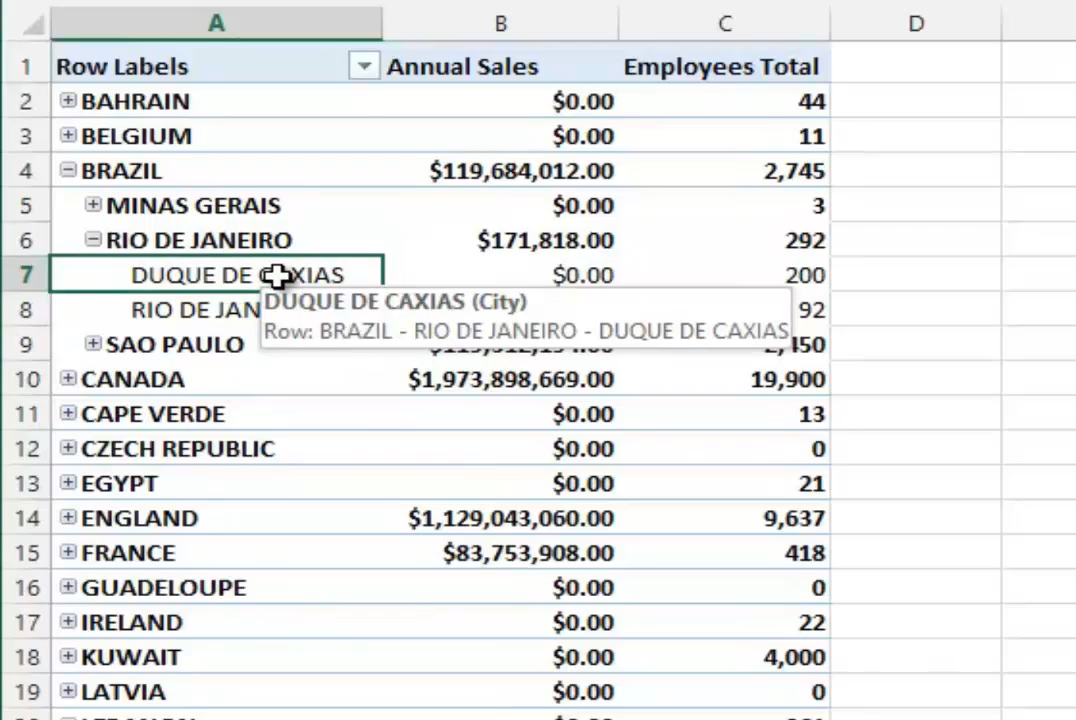 A B C D
1 Row Labels Annual Sales Employees Total
2 BAHRAIN $0.00 44
3 BELGIUM $0.00 11
4 BRAZIL $119,684,012.00 2,745
5 MINAS GERAIS $0.00 3
6 RIO DE JANEIRO $171,818.00 292
7 DUQUE DE CAXIAS $0.00 200
DUQUE DE CAXIAS (City)
8 RIO DE JAN 92
Row: BRAZIL - RIO DE JANEIRO - DUQUE DE CAXIAS
9 SAO PAULO
10 CANADA $1,973,898,669.00 19,900
11 CAPE VERDE $0.00 13
12 CZECH REPUBLIC $0.00 0
13 EGYPT $0.00 21
14 ENGLAND $1,129,043,060.00 9,637
15 FRANCE $83,753,908.00 418
16 GUADELOUPE $0.00 0
17 IRELAND $0.00 22
18 KUWAIT $0.00 4,000
19 LATVIA $0.00 0